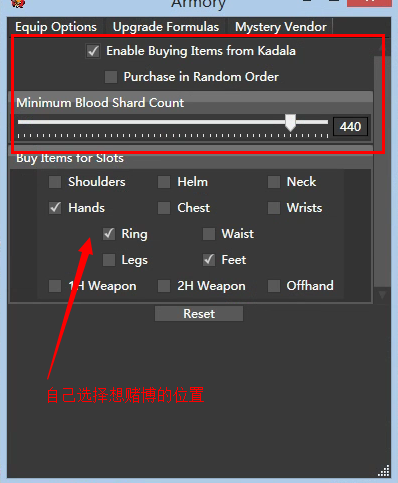 Armory
Equip Options Upgrade Formulas Mystery Vendor
Enable Buying Items from Kadala
Purchase in Random Order
Minimum Blood Shard Count
440
Buy Items for Slots
Shoulders Helm Neck
Hands Chest Wrists
Ring Waist
Legs Feet
1H Weapon 2H Weapon Offhand
Reset
自己选择想赌博的位置